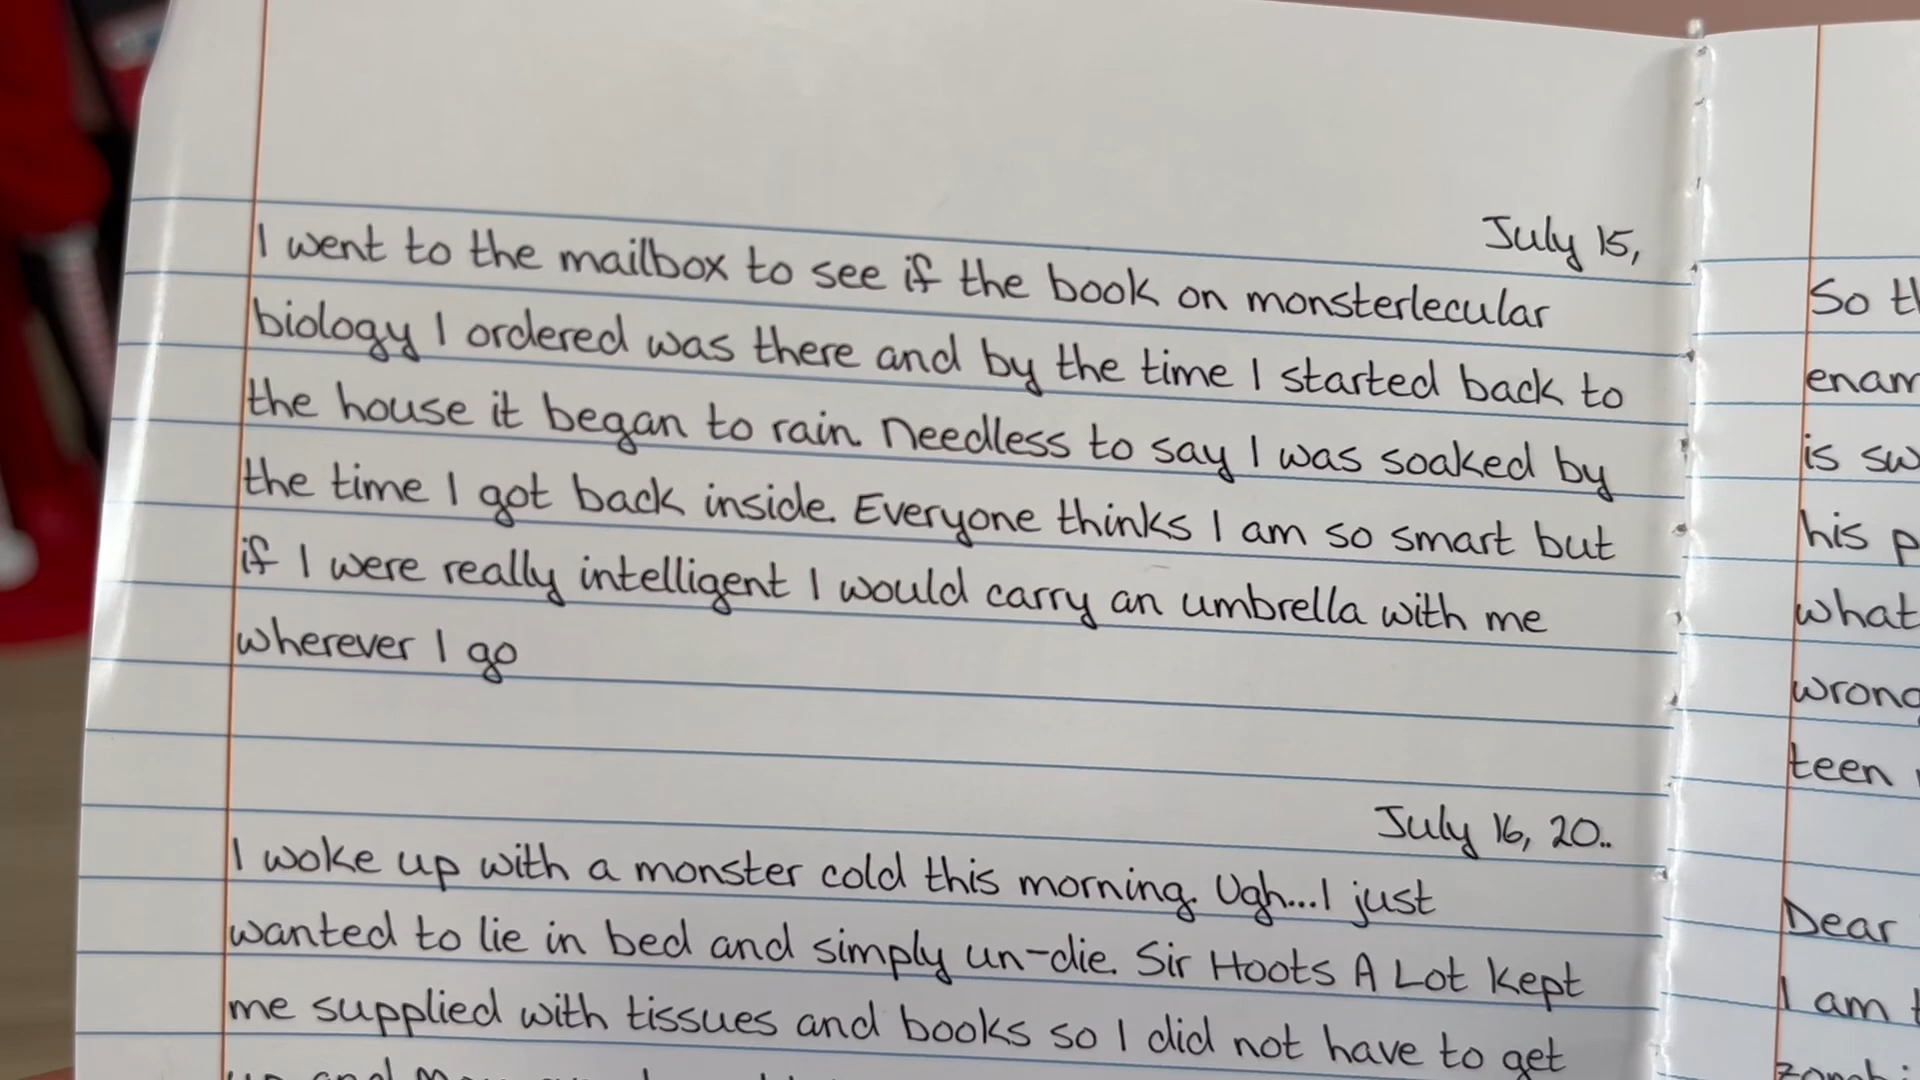 July 15,
I went to the mailbox to see if the book on monsterlecular
biology I ordered was there and by the time I started back to
the house it began to rain. Needless to say I was soaked by
the time I got back inside. Everyone thinks I am so smart but
if I were really intelligent I would carry an umbrella with me
wherever I go
July 16, 20..
I woke up with a monster cold this morning. Ugh...I just
wanted to lie in bed and simply un-die. Sir Hoots A Lot kept
me supplied with tissues and books so I did not have to get
So
is
his
what
wrong
teen
Dear
I am